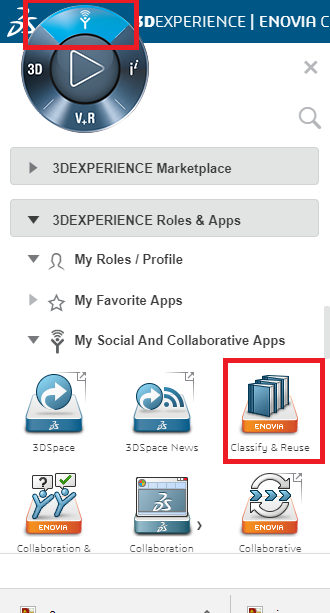 3DEXPERIENCE | ENOVIA C
3D
i²
V+R
3DEXPERIENCE Marketplace
3DEXPERIENCE Roles & Apps
My Roles / Profile
My Favorite Apps
My Social And Collaborative Apps
3DSpace
3DSpace News
ENOVIA
Classify & Reuse
ENOVIA
ENOVIA
Collaboration &
Collaboration
Collaborative